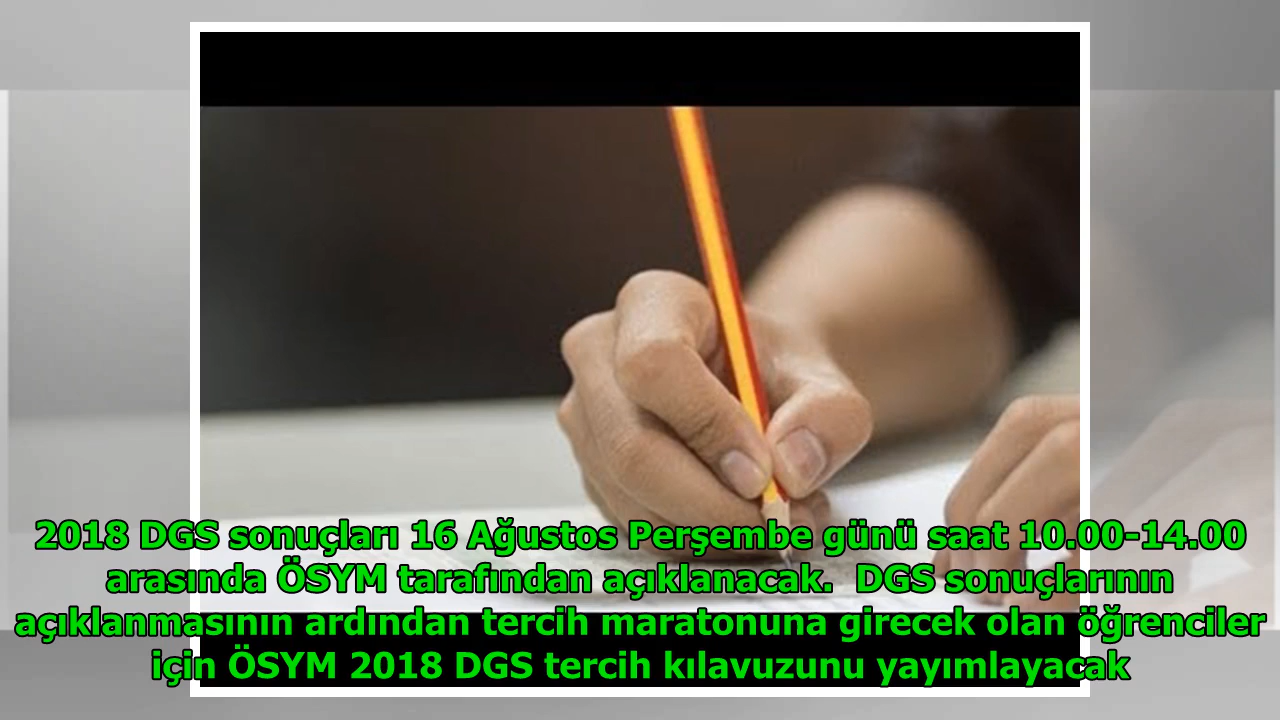 2018 DGS sonuçları 16 Ağustos Perşembe günü saat 10.00-14.00
arasında ÖSYM tarafından açıklanacak.  DGS sonuçlarının
açıklanmasının ardından tercih maratonuna girecek olan öğrenciler
için ÖSYM 2018 DGS tercih kılavuzunu yayımlayacak